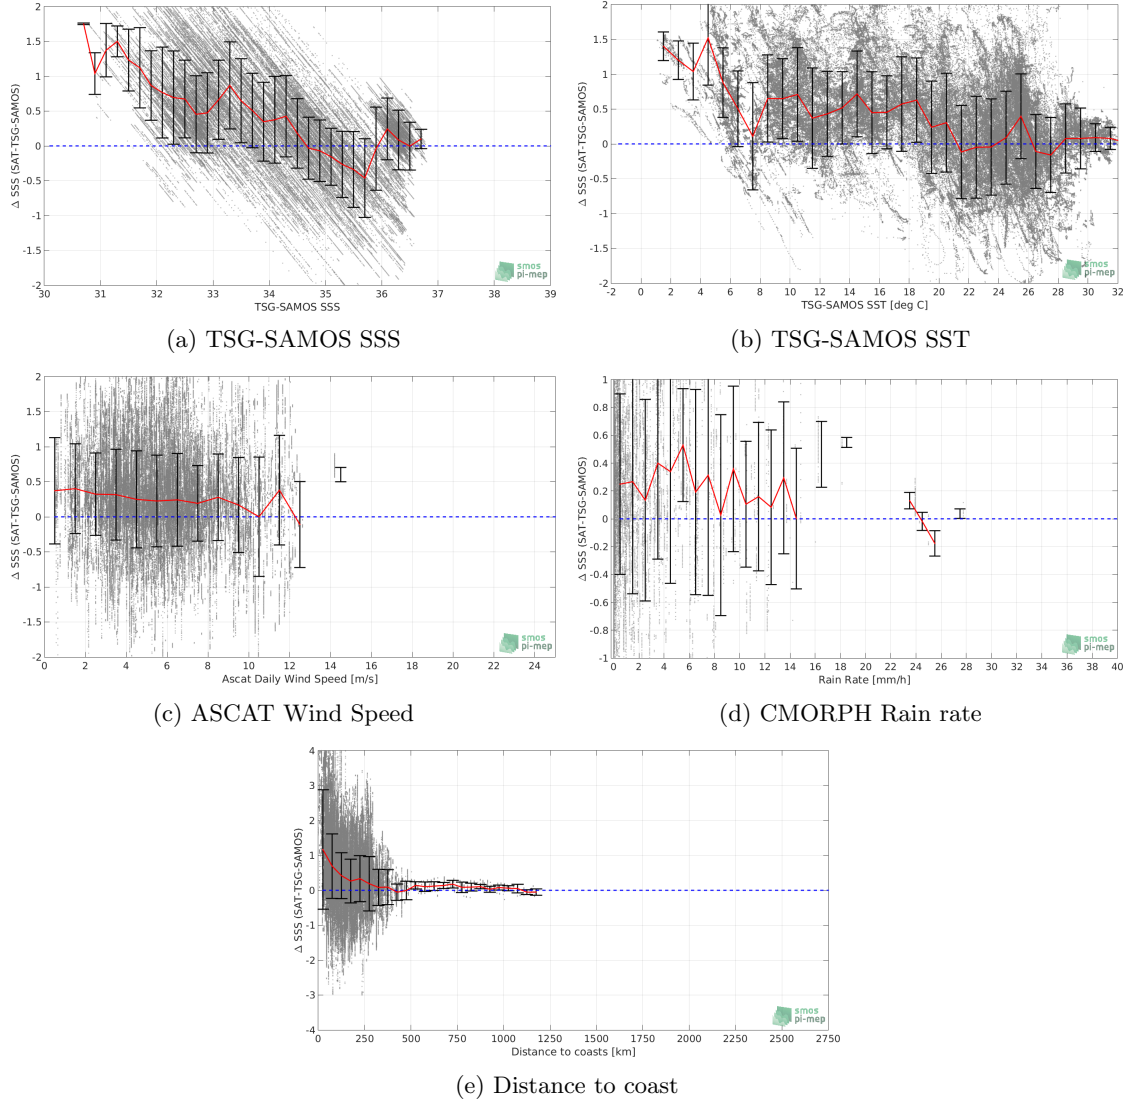 2
1.5
1
0.5
0
-0.5
-1
-1.5
-2
Δ SSS (SAT-TSG-SAMOS)
30 31 32 33 34 35 36 37 38 39
TSG-SAMOS SSS
smos
pi-mep
(a) TSG-SAMOS SSS
2
1.5
1
0.5
0
-0.5
-1
-1.5
-2
Δ SSS (SAT-TSG-SAMOS)
-2 0 2 4 6 8 10 12 14 16 18 20 22 24 26 28 30 32
TSG-SAMOS SST [deg C]
smos
pi-mep
(b) TSG-SAMOS SST
2
1.5
1
0.5
0
-0.5
-1
-1.5
-2
Δ SSS (SAT-TSG-SAMOS)
0 2 4 6 8 10 12 14 16 18 20 22 24
Ascat Daily Wind Speed [m/s]
smos
pi-mep
(c) ASCAT Wind Speed
1
0.8
0.6
0.4
0.2
0
-0.2
-0.4
-0.6
-0.8
-1
Δ SSS (SAT-TSG-SAMOS)
0 2 4 6 8 10 12 14 16 18 20 22 24 26 28 30 32 34 36 38 40
Rain Rate [mm/h]
smos
pi-mep
(d) CMORPH Rain rate
4
3
2
1
0
-1
-2
-3
-4
Δ SSS (SAT-TSG-SAMOS)
0 250 500 750 1000 1250 1500 1750 2000 2250 2500 2750
Distance to coasts [km]
smos
pi-mep
(e) Distance to coast